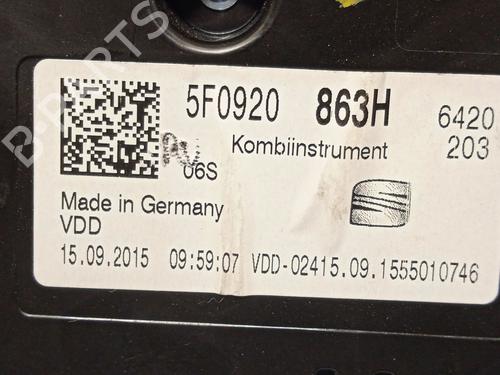 5F0920 863H 6420
Kombiinstrument 203
06S
Made in Germany
VDD
15.09.2015 09:59:07 VDD-02415.09.1555010746